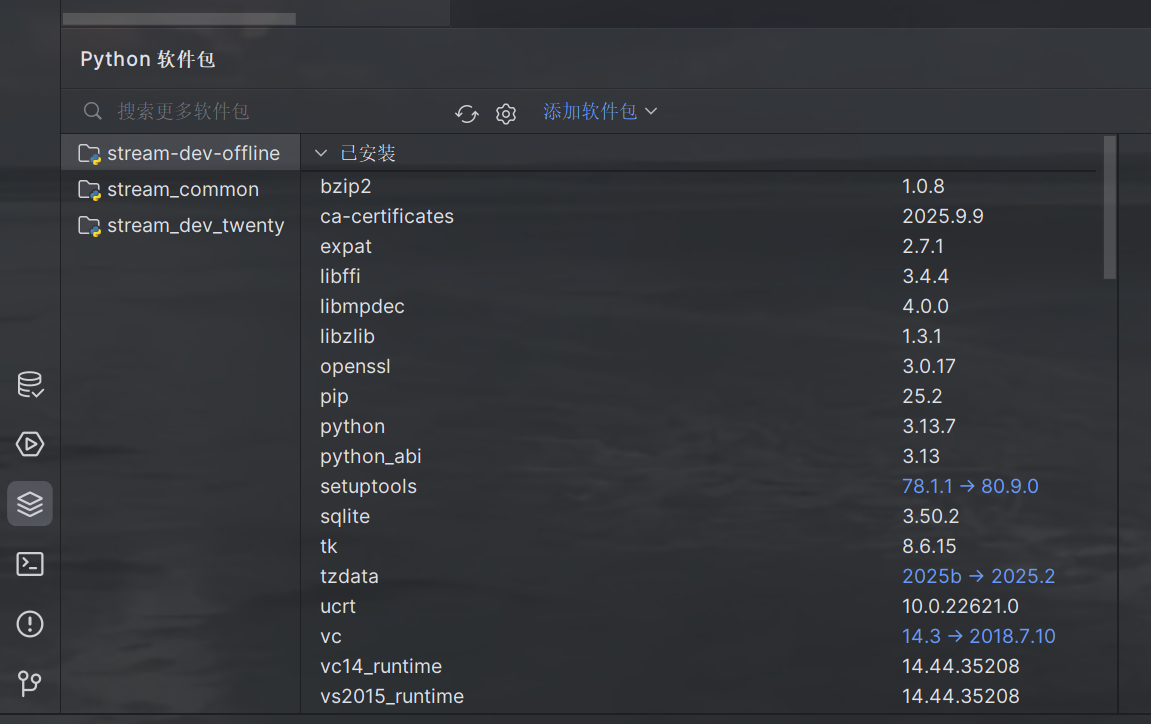 Python 软件包
搜索更多软件包 添加软件包
stream-dev-offline
stream_common
stream_dev_twenty
已安装
bzip2 1.0.8
ca-certificates 2025.9.9
expat 2.7.1
libffi 3.4.4
libmpdec 4.0.0
libzlib 1.3.1
openssl 3.0.17
pip 25.2
python 3.13.7
python_abi 3.13
setuptools 78.1.1 → 80.9.0
sqlite 3.50.2
tk 8.6.15
tzdata 2025b → 2025.2
ucrt 10.0.22621.0
vc 14.3 → 2018.7.10
vc14_runtime 14.44.35208
vs2015_runtime 14.44.35208